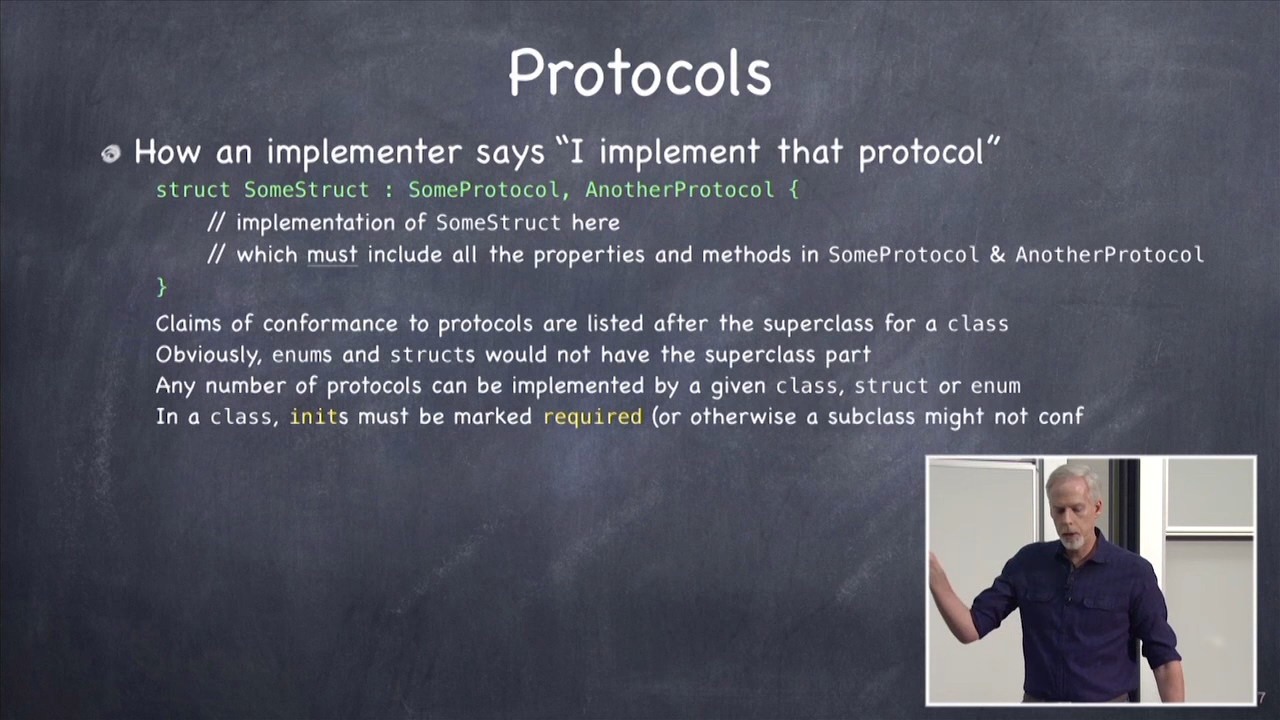 Protocols
How an implementer says “I implement that protocol”
struct SomeStruct : SomeProtocol, AnotherProtocol {
// implementation of SomeStruct here
// which must include all the properties and methods in SomeProtocol & AnotherProtocol
}
Claims of conformance to protocols are listed after the superclass for a class
Obviously, enums and structs would not have the superclass part
Any number of protocols can be implemented by a given class, struct or enum
In a class, inits must be marked required (or otherwise a subclass might not conf
7